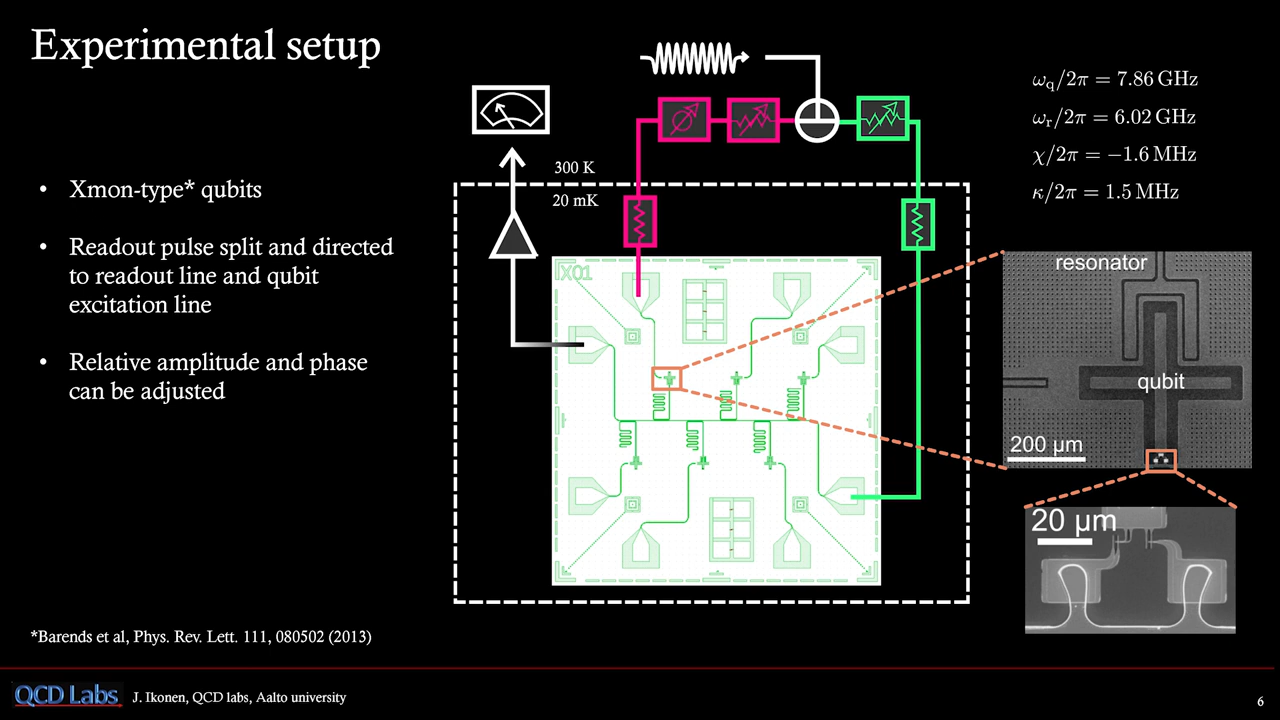 Experimental setup
• Xmon-type* qubits
• Readout pulse split and directed
to readout line and qubit
excitation line
• Relative amplitude and phase
can be adjusted
300 K
20 mK
X01
ω_q/2π = 7.86 GHz
ω_r/2π = 6.02 GHz
χ/2π = −1.6 MHz
κ/2π = 1.5 MHz
resonator
qubit
200 μm
20 μm
*Barends et al, Phys. Rev. Lett. 111, 080502 (2013)
QCD Labs
J. Ikonen, QCD labs, Aalto university
6